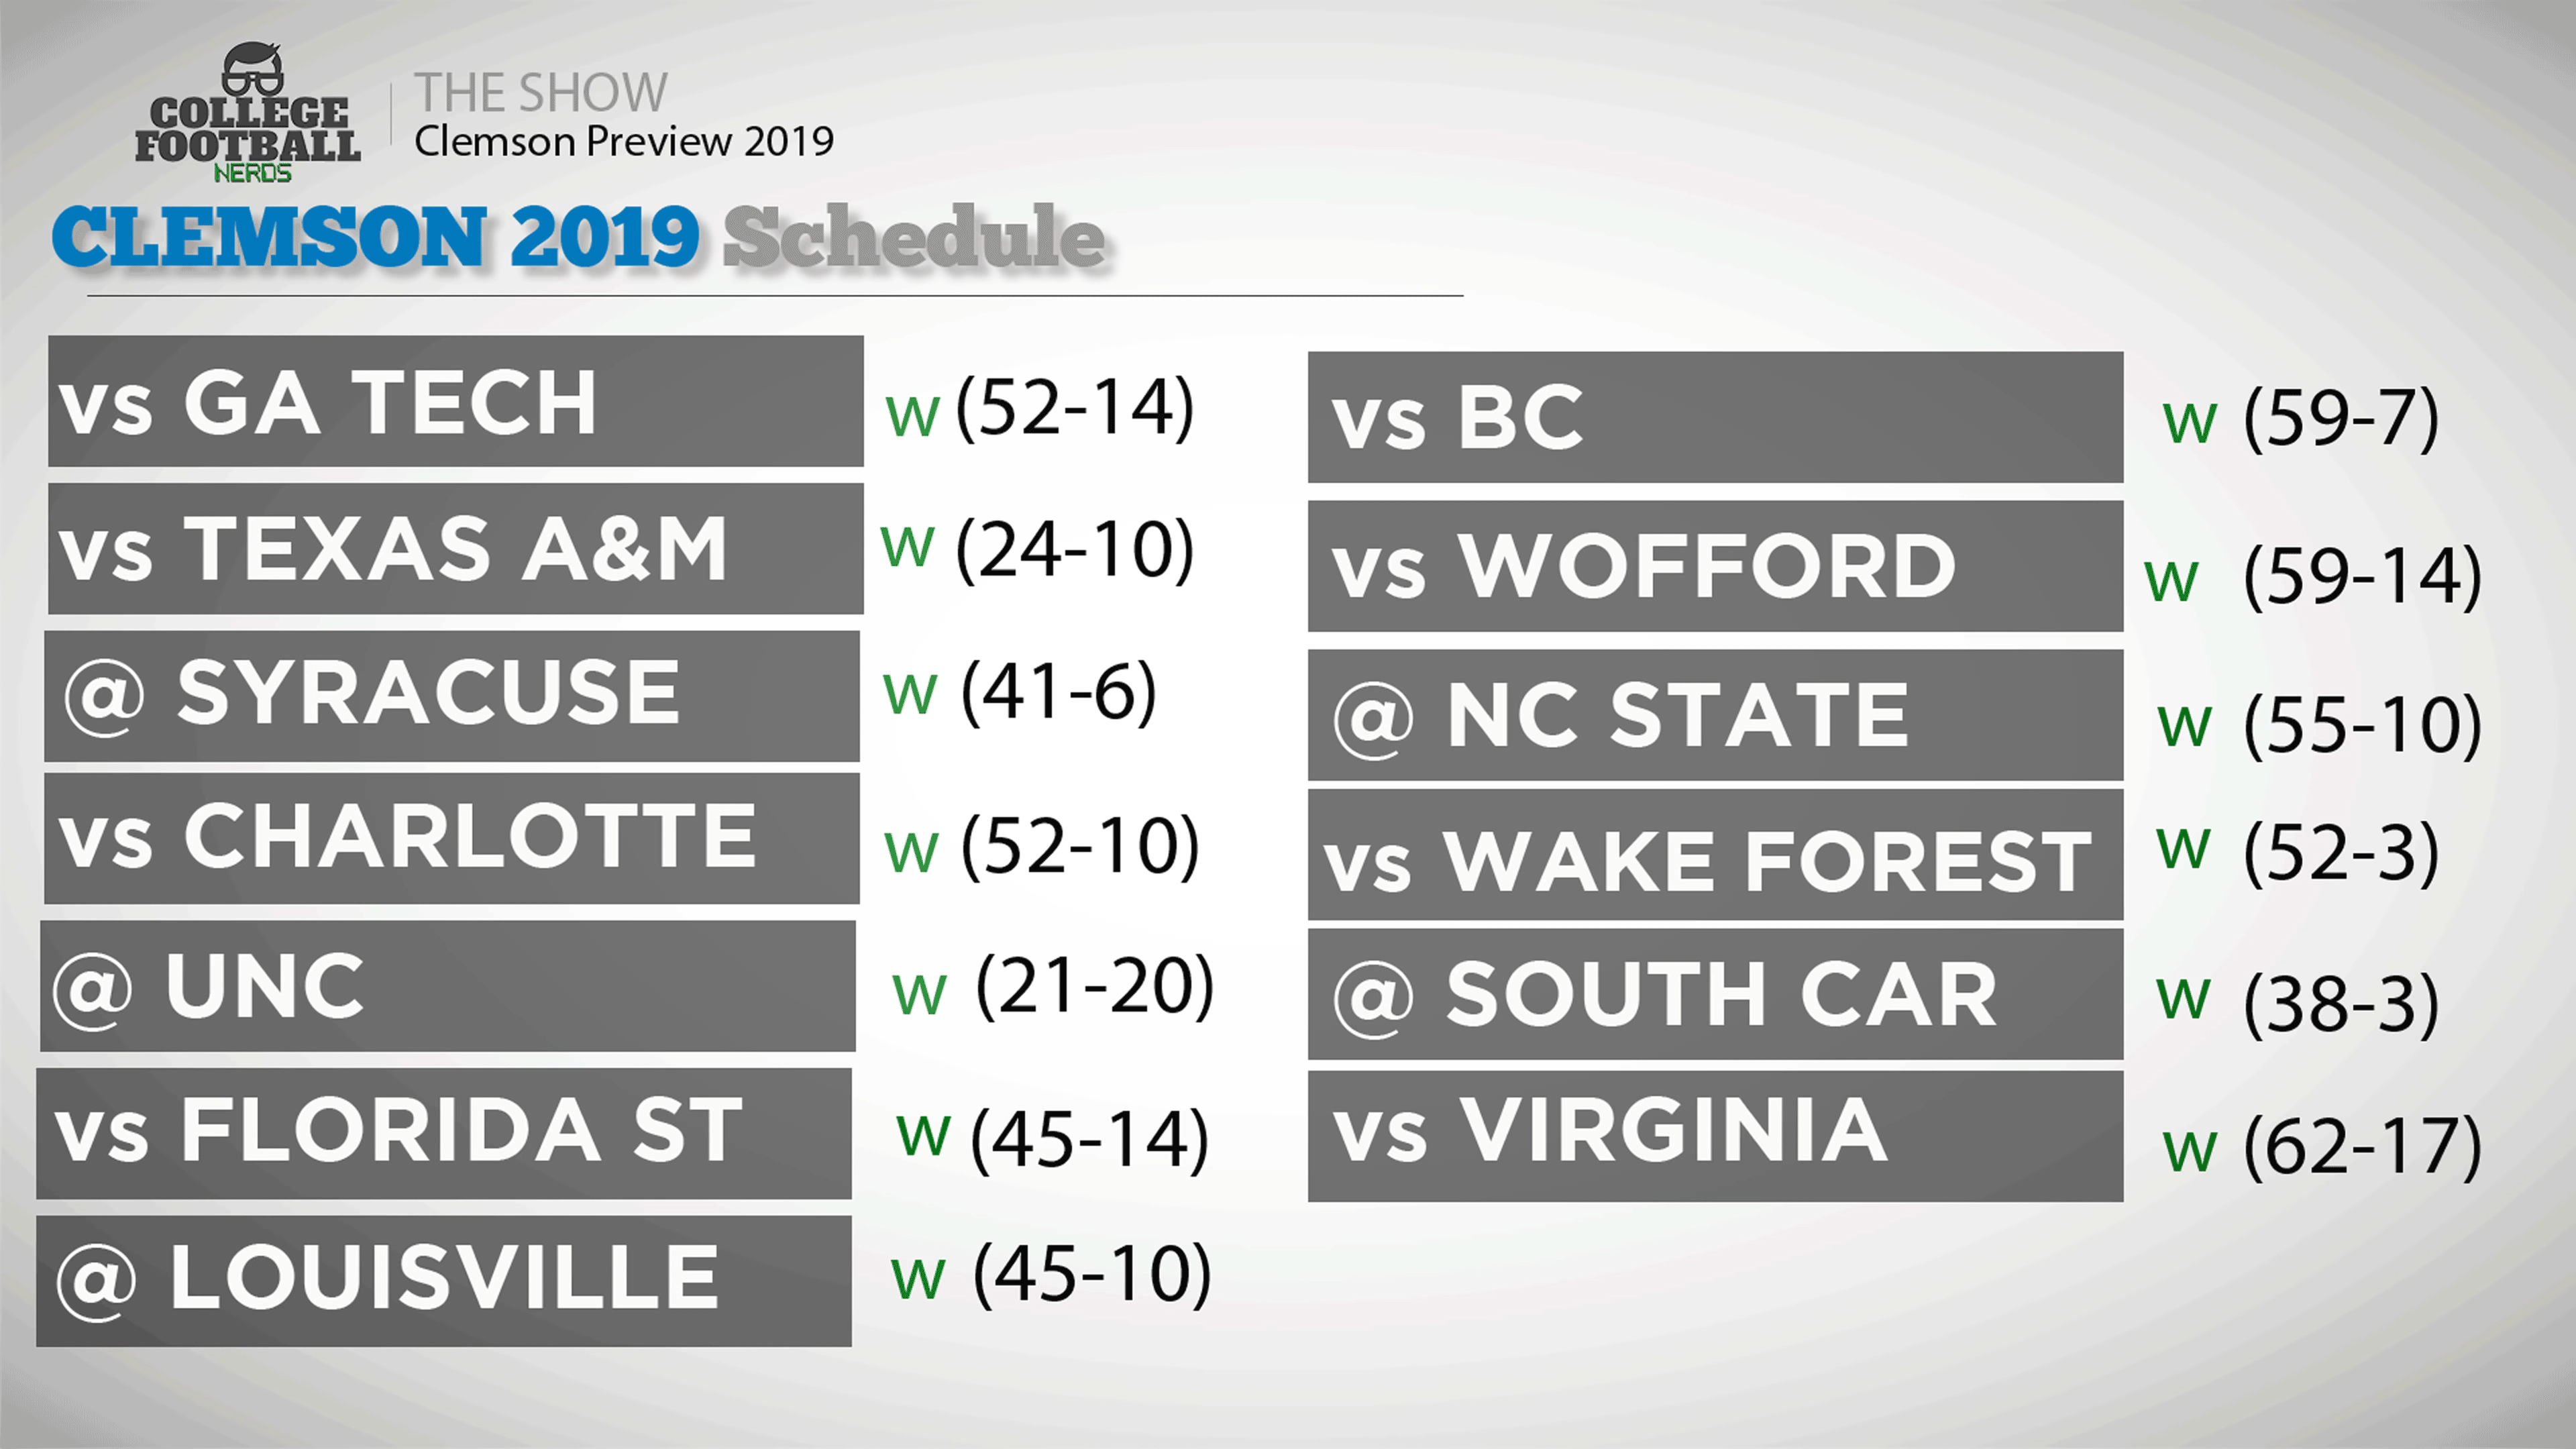 COLLEGE
FOOTBALL
NERDS
THE SHOW
Clemson Preview 2019
CLEMSON 2019 Schedule
vs GA TECH w (52-14)
vs TEXAS A&M w (24-10)
@ SYRACUSE w (41-6)
vs CHARLOTTE w (52-10)
@ UNC w (21-20)
vs FLORIDA ST w (45-14)
@ LOUISVILLE w (45-10)
vs BC w (59-7)
vs WOFFORD w (59-14)
@ NC STATE w (55-10)
vs WAKE FOREST w (52-3)
@ SOUTH CAR w (38-3)
vs VIRGINIA w (62-17)